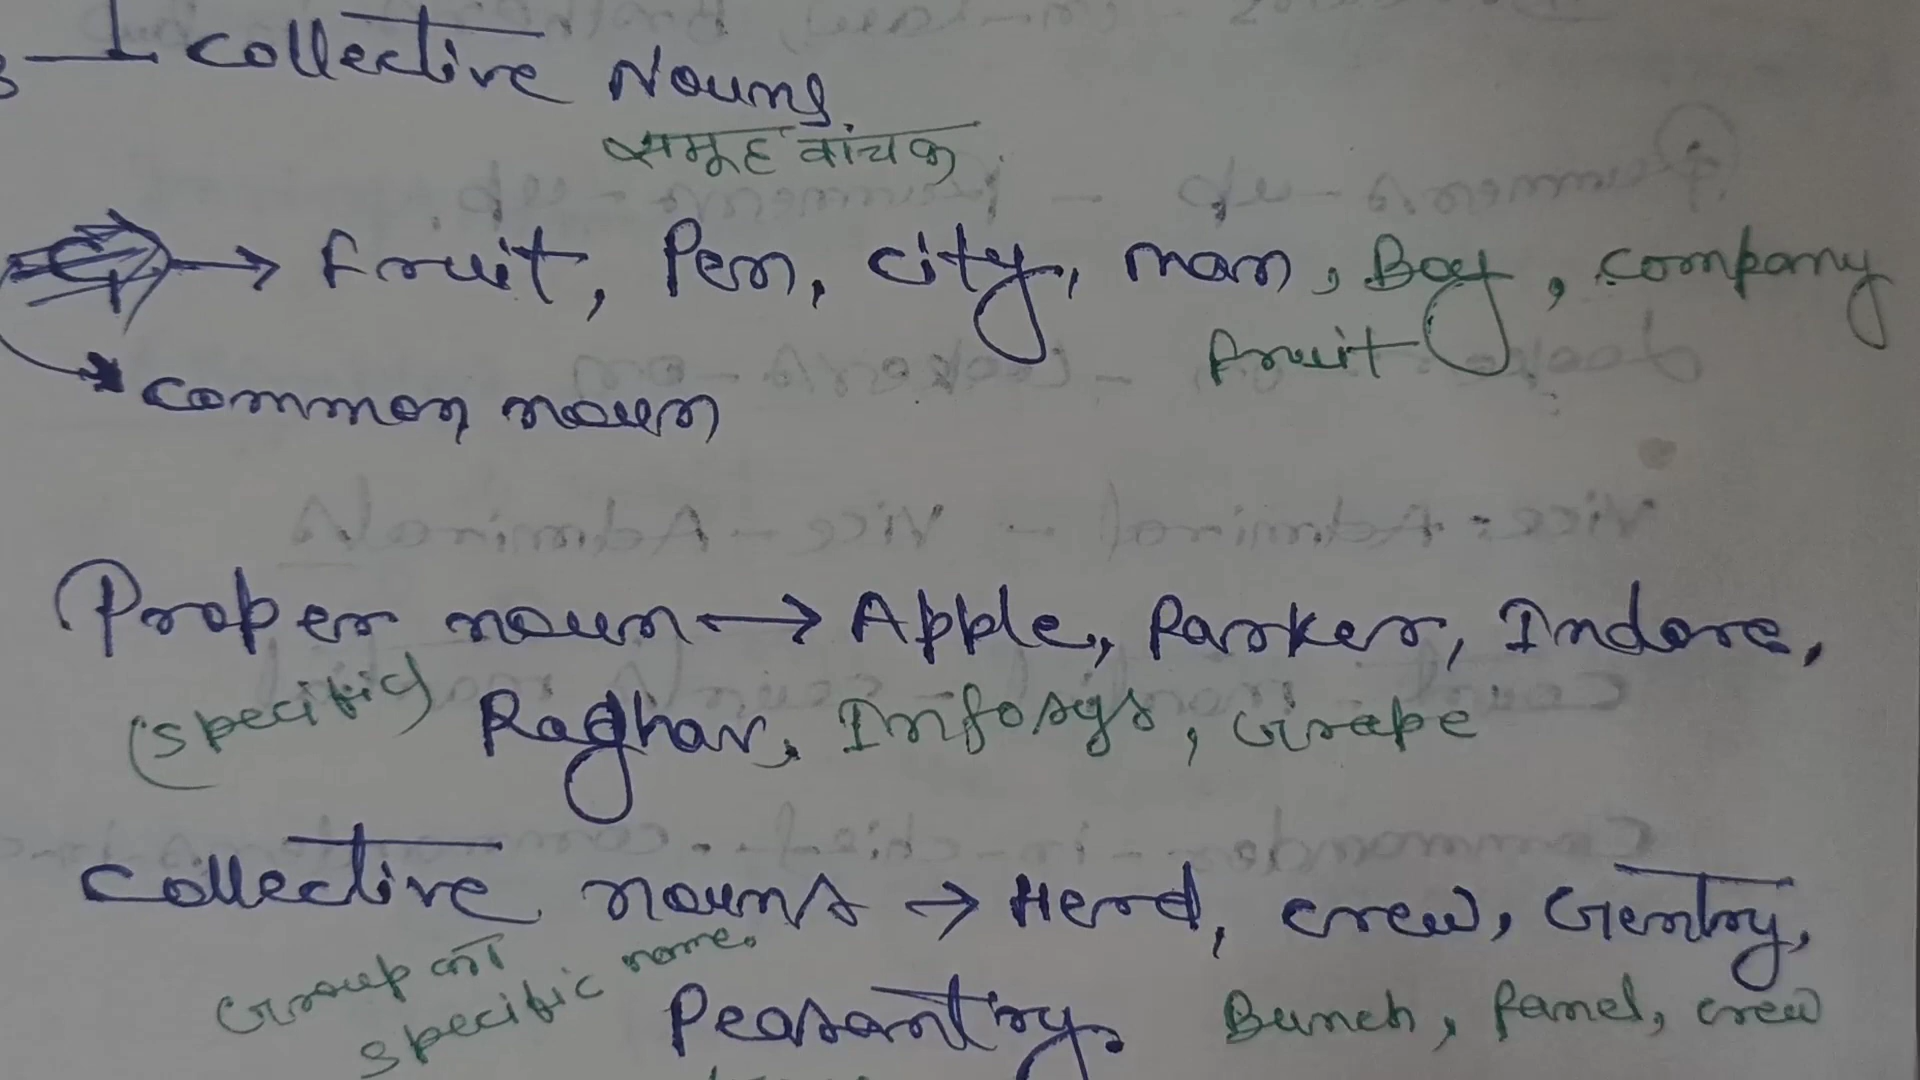 Collective Nouns
समूह वांचक
→ fruit, Pen, city, man, Boy, company
fruit
common noun
Proper noun → Apple, Parker, Indore,
(specific) Raghav, Infosys, Grape
Collective nouns → Herd, crew, Gentry,
Group का specific name.
Peasantry, Bunch, Panel, crew